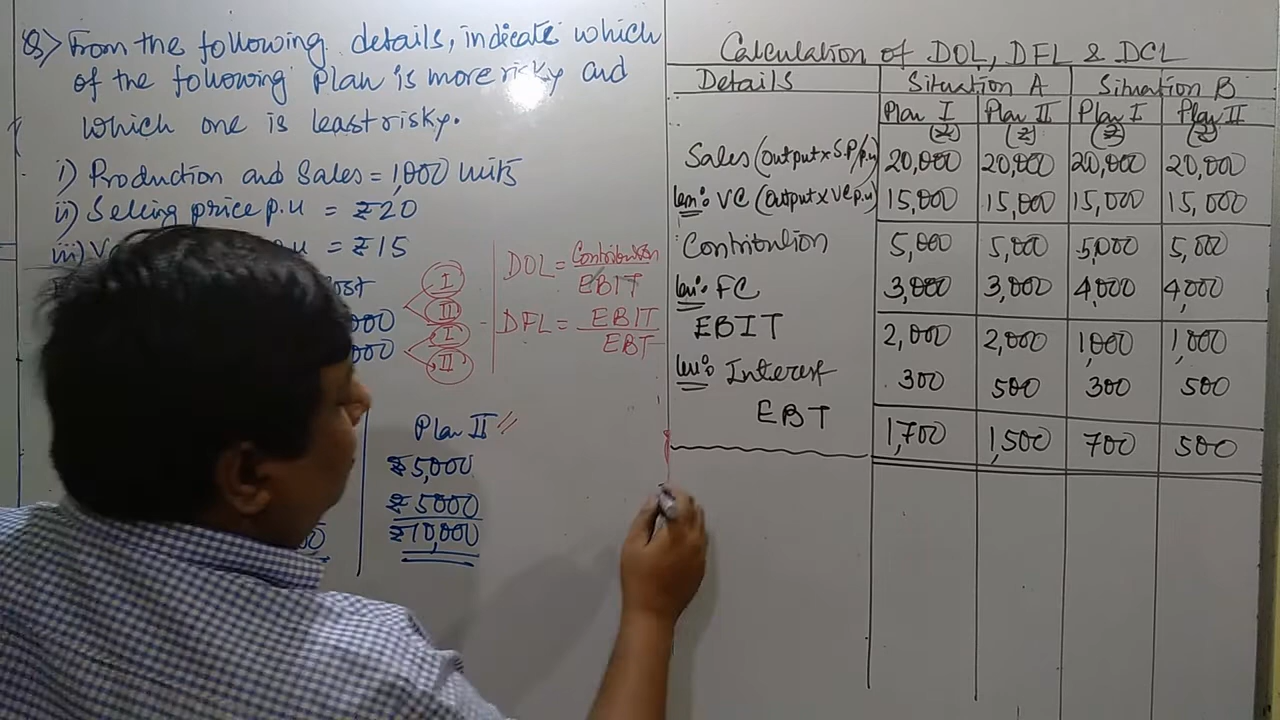 Q> From the following details, indicate which
of the following Plan is more risky and
which one is least risky.
i) Production and Sales = 1,000 units
ii) Selling price p.u = ₹20
iii) V u = ₹15
cost
000
000
I
II
I
II
DOL = Contribution
EBIT
DFL = EBIT
EBT
Plan II
₹5,000
₹5000
₹10,000
Calculation of DOL, DFL & DCL
Details Situation A Situation B
Plan I (₹) Plan II (₹) Plan I (₹) Plan II (₹)
Sales (output x S.P/p.u) 20,000 20,000 20,000 20,000
Less: VC (output x VC p.u) 15,000 15,000 15,000 15,000
Contribution 5,000 5,000 5,000 5,000
Less: FC 3,000 3,000 4,000 4,000
EBIT 2,000 2,000 1,000 1,000
Less: Interest 300 500 300 500
EBT 1,700 1,500 700 500